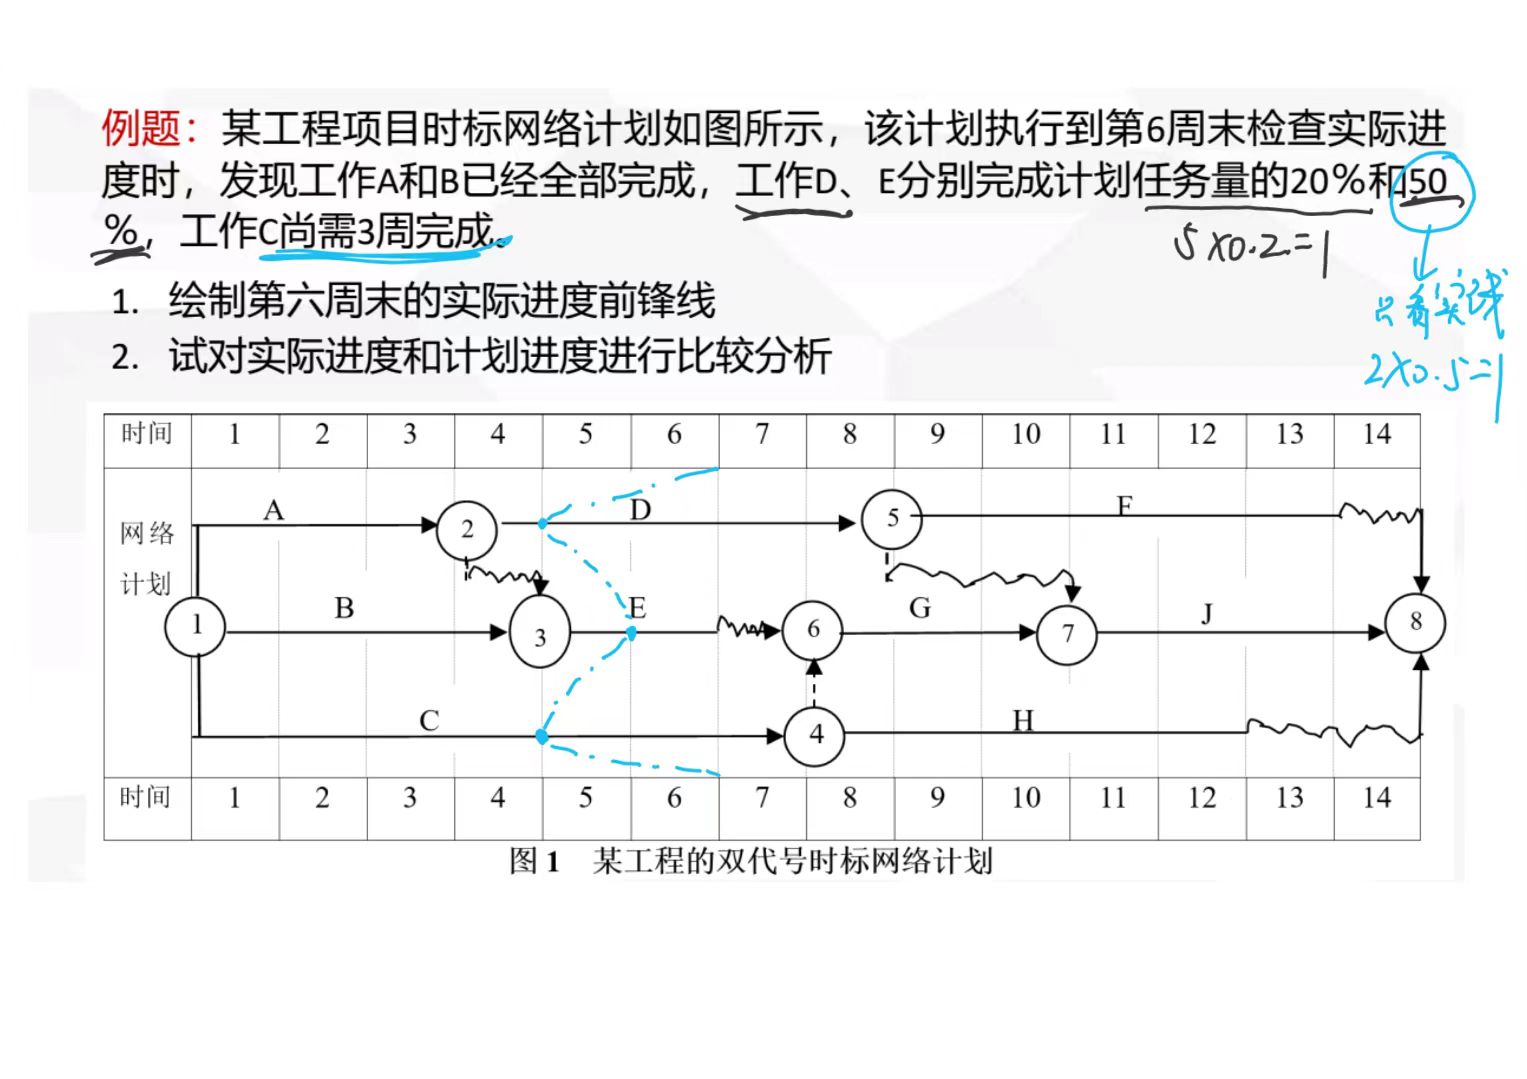 例题：某工程项目时标网络计划如图所示，该计划执行到第6周末检查实际进
度时，发现工作A和B已经全部完成，工作D、E分别完成计划任务量的20%和50
%，工作C尚需3周完成。
5×0.2=1
1. 绘制第六周末的实际进度前锋线
只看实线
2. 试对实际进度和计划进度进行比较分析
2×0.5=1
时间 1 2 3 4 5 6 7 8 9 10 11 12 13 14
网络
计划
A 2 D 5 F
1 B 3 E 6 G 7 J 8
C 4 H
时间 1 2 3 4 5 6 7 8 9 10 11 12 13 14
图1 某工程的双代号时标网络计划